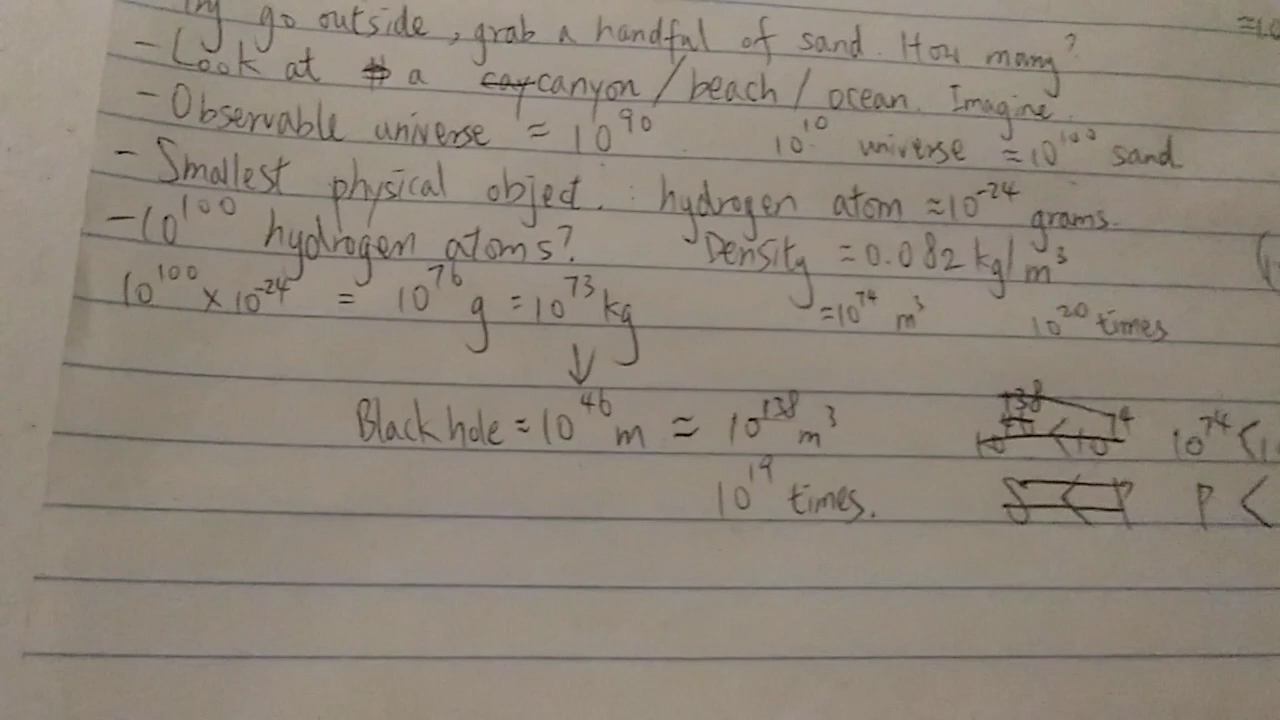 Try go outside, grab a handful of sand. How many?
- Look at a canyon / beach / ocean. Imagine.
- Observable universe = 10^90 10^10 universe ≈ 10^100 sand
- Smallest physical object. : hydrogen atom ≈ 10^-24 grams.
- 10^100 hydrogen atoms? Density = 0.082 kg/m^3
10^100 × 10^-24 = 10^76 g = 10^73 kg = 10^74 m^3 10^20 times
↓
Black hole = 10^46 m ≈ 10^138 m^3 10^74 <
10^19 times. P <